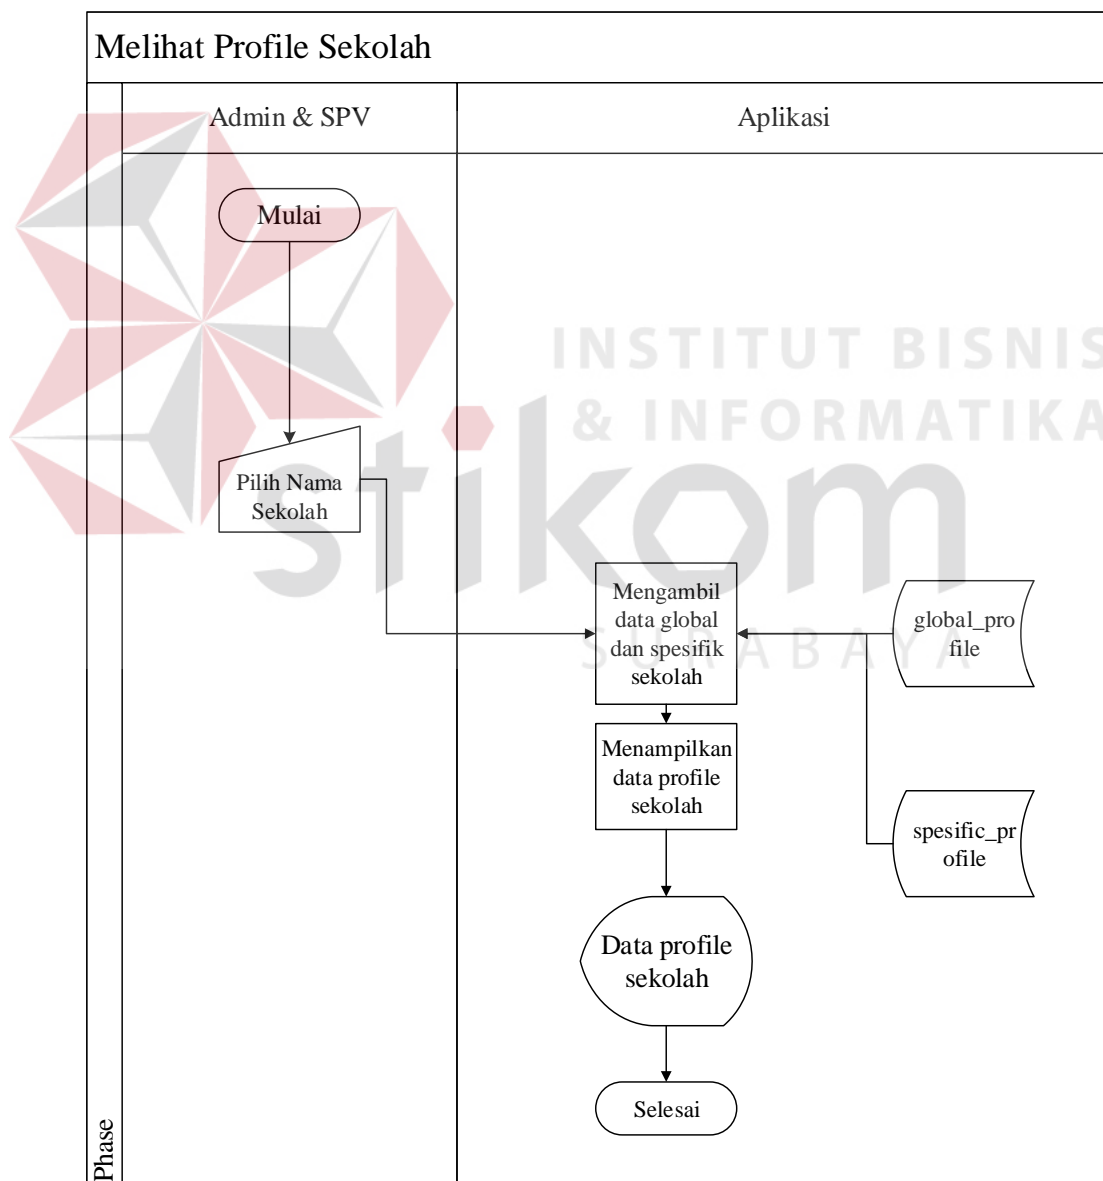 Melihat Profile Sekolah
Admin & SPV
Aplikasi
Mulai
INSTITUT BISNIS
& INFORMATIKA
stikom
SURABAYA
Pilih Nama
Sekolah
Mengambil
data global
dan spesifik
sekolah
global_pro
file
Menampilkan
data profile
sekolah
spesific_pr
ofile
Data profile
sekolah
Selesai
Phase